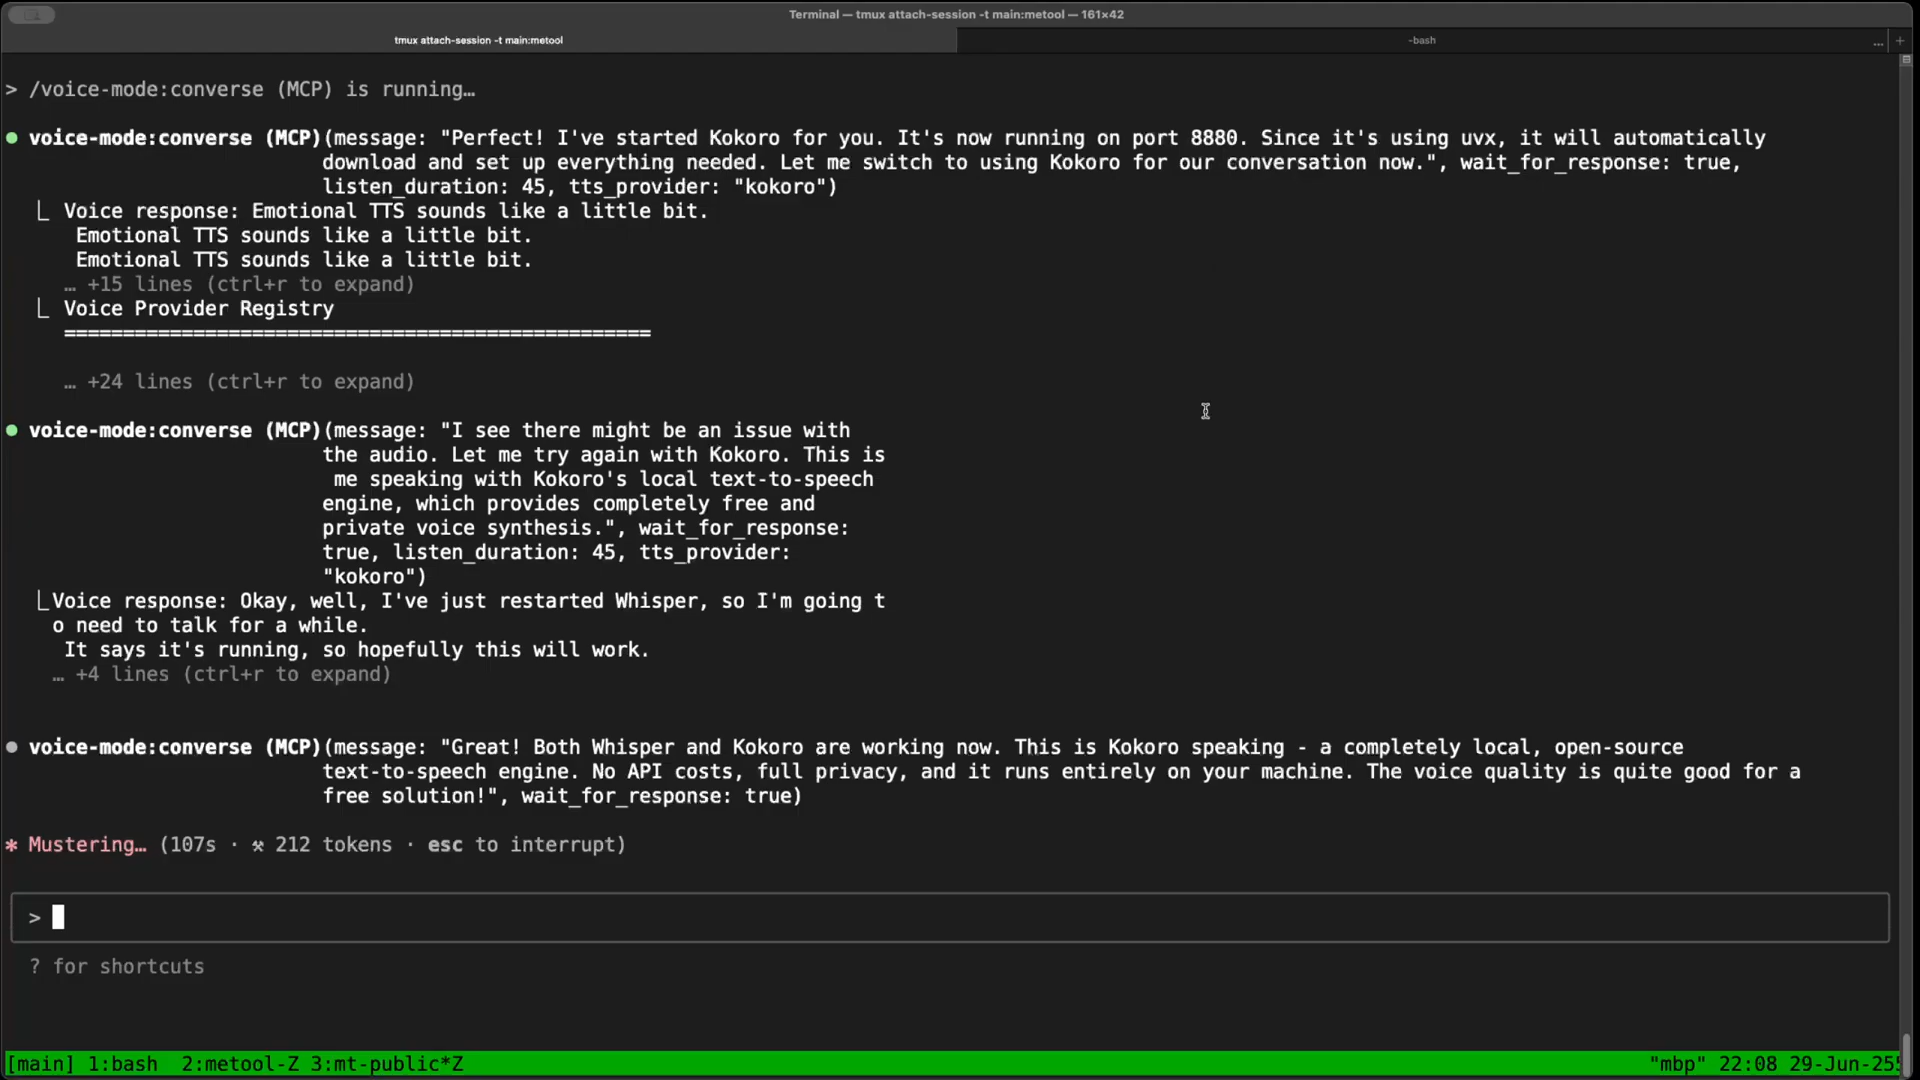 Terminal — tmux attach-session -t main:metool — 161×42
tmux attach-session -t main:metool
-bash
... +
> /voice-mode:converse (MCP) is running…
● voice-mode:converse (MCP)(message: "Perfect! I've started Kokoro for you. It's now running on port 8880. Since it's using uvx, it will automatically
download and set up everything needed. Let me switch to using Kokoro for our conversation now.", wait_for_response: true,
listen_duration: 45, tts_provider: "kokoro")
⎿ Voice response: Emotional TTS sounds like a little bit.
Emotional TTS sounds like a little bit.
Emotional TTS sounds like a little bit.
… +15 lines (ctrl+r to expand)
⎿ Voice Provider Registry
==================================================
… +24 lines (ctrl+r to expand)
● voice-mode:converse (MCP)(message: "I see there might be an issue with
the audio. Let me try again with Kokoro. This is
me speaking with Kokoro's local text-to-speech
engine, which provides completely free and
private voice synthesis.", wait_for_response:
true, listen_duration: 45, tts_provider:
"kokoro")
⎿Voice response: Okay, well, I've just restarted Whisper, so I'm going t
o need to talk for a while.
It says it's running, so hopefully this will work.
… +4 lines (ctrl+r to expand)
● voice-mode:converse (MCP)(message: "Great! Both Whisper and Kokoro are working now. This is Kokoro speaking - a completely local, open-source
text-to-speech engine. No API costs, full privacy, and it runs entirely on your machine. The voice quality is quite good for a
free solution!", wait_for_response: true)
* Mustering… (107s · ⚒ 212 tokens · esc to interrupt)
>
? for shortcuts
[main] 1:bash  2:metool-Z 3:mt-public*Z
"mbp" 22:08 29-Jun-255